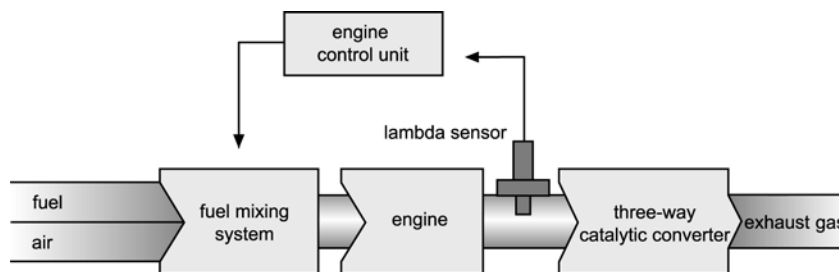 engine
control unit
lambda sensor
fuel
air
fuel mixing
system
engine
three-way
catalytic converter
exhaust gas